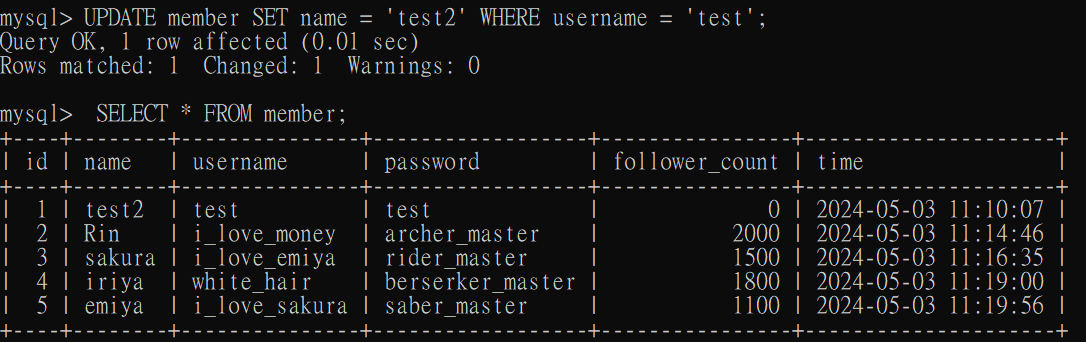 mysql> UPDATE member SET name = 'test2' WHERE username = 'test';
Query OK, 1 row affected (0.01 sec)
Rows matched: 1  Changed: 1  Warnings: 0
mysql>  SELECT * FROM member;
+----+--------+--------------+------------------+----------------+---------------------+
| id | name   | username      | password         | follower_count | time                |
+----+--------+--------------+------------------+----------------+---------------------+
|  1 | test2  | test          | test             |              0 | 2024-05-03 11:10:07 |
|  2 | Rin    | i_love_money  | archer_master    |           2000 | 2024-05-03 11:14:46 |
|  3 | sakura | i_love_emiya  | rider_master     |           1500 | 2024-05-03 11:16:35 |
|  4 | iriya  | white_hair    | berserker_master |           1800 | 2024-05-03 11:19:00 |
|  5 | emiya  | i_love_sakura | saber_master     |           1100 | 2024-05-03 11:19:56 |
+----+--------+--------------+------------------+----------------+---------------------+